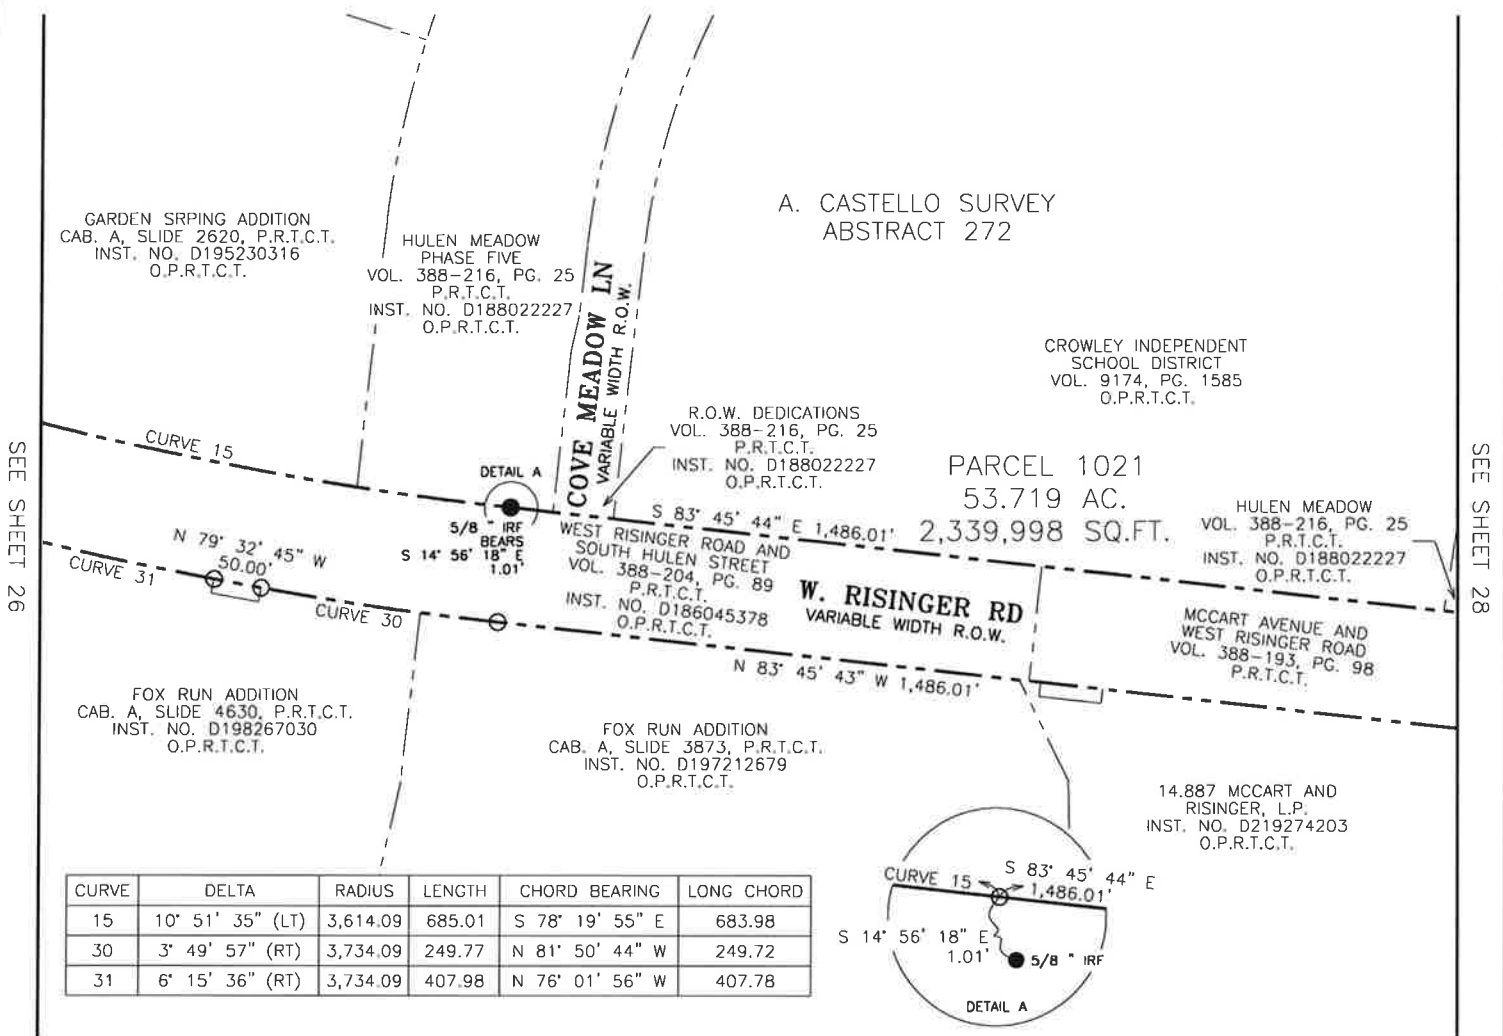 SEE SHEET 26
SEE SHEET 28
GARDEN SRPING ADDITION
CAB. A, SLIDE 2620, P.R.T.C.T.
INST. NO. D195230316
O.P.R.T.C.T.
HULEN MEADOW
PHASE FIVE
VOL. 388-216, PG. 25
P.R.T.C.T.
INST. NO. D188022227
O.P.R.T.C.T.
COVE MEADOW LN
VARIABLE WIDTH R.O.W.
A. CASTELLO SURVEY
ABSTRACT 272
CROWLEY INDEPENDENT
SCHOOL DISTRICT
VOL. 9174, PG. 1585
O.P.R.T.C.T.
R.O.W. DEDICATIONS
VOL. 388-216, PG. 25
P.R.T.C.T.
INST. NO. D188022227
O.P.R.T.C.T.
PARCEL 1021
53.719 AC.
2,339,998 SQ.FT.
HULEN MEADOW
VOL. 388-216, PG. 25
P.R.T.C.T.
INST. NO. D188022227
O.P.R.T.C.T.
CURVE 15
DETAIL A
5/8 " IRF
BEARS
S 14° 56' 18" E
1.01'
S 83° 45' 44" E 1,486.01'
N 79° 32' 45" W
50.00'
CURVE 31
CURVE 30
WEST RISINGER ROAD AND
SOUTH HULEN STREET
VOL. 388-204, PG. 89
P.R.T.C.T.
INST. NO. D186045378
O.P.R.T.C.T.
W. RISINGER RD
VARIABLE WIDTH R.O.W.
MCCART AVENUE AND
WEST RISINGER ROAD
VOL. 388-193, PG. 98
P.R.T.C.T.
N 83° 45' 43" W 1,486.01'
FOX RUN ADDITION
CAB. A, SLIDE 4630, P.R.T.C.T.
INST. NO. D198267030
O.P.R.T.C.T.
FOX RUN ADDITION
CAB. A, SLIDE 3873, P.R.T.C.T.
INST. NO. D197212679
O.P.R.T.C.T.
14.887 MCCART AND
RISINGER, L.P.
INST. NO. D219274203
O.P.R.T.C.T.
CURVE DELTA RADIUS LENGTH CHORD BEARING LONG CHORD
15 10° 51' 35" (LT) 3,614.09 685.01 S 78° 19' 55" E 683.98
30 3° 49' 57" (RT) 3,734.09 249.77 N 81° 50' 44" W 249.72
31 6° 15' 36" (RT) 3,734.09 407.98 N 76° 01' 56" W 407.78
CURVE 15
S 83° 45' 44" E
1,486.01'
S 14° 56' 18" E
1.01'
5/8 " IRF
DETAIL A